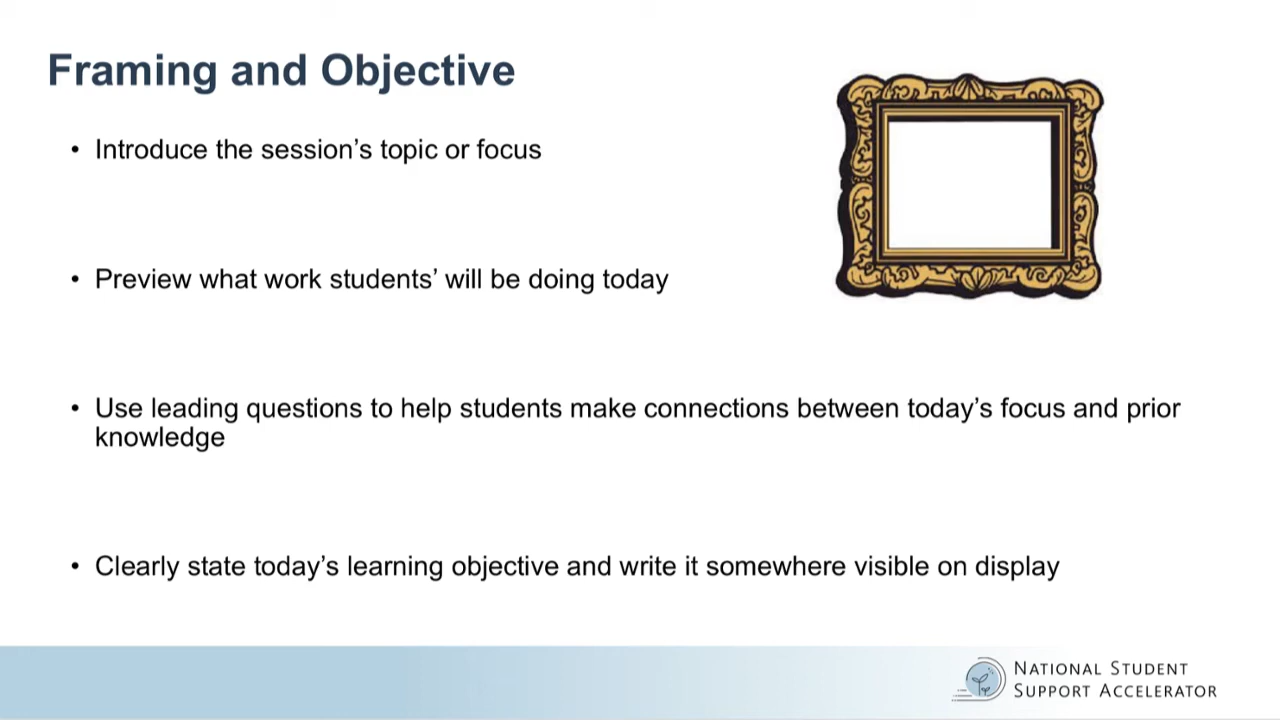 Framing and Objective
• Introduce the session’s topic or focus
• Preview what work students’ will be doing today
• Use leading questions to help students make connections between today’s focus and prior
knowledge
• Clearly state today’s learning objective and write it somewhere visible on display
National Student
Support Accelerator